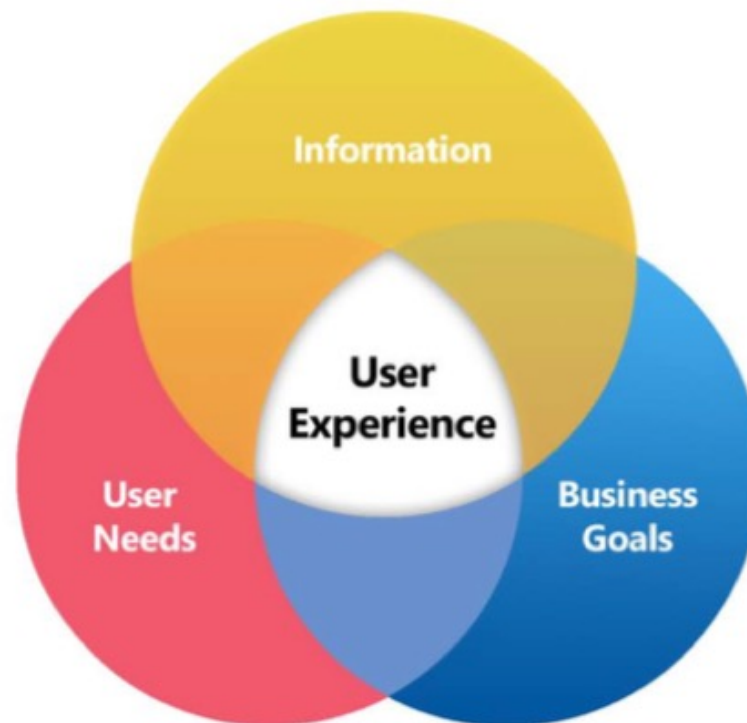 Information
User
Experience
User
Needs
Business
Goals